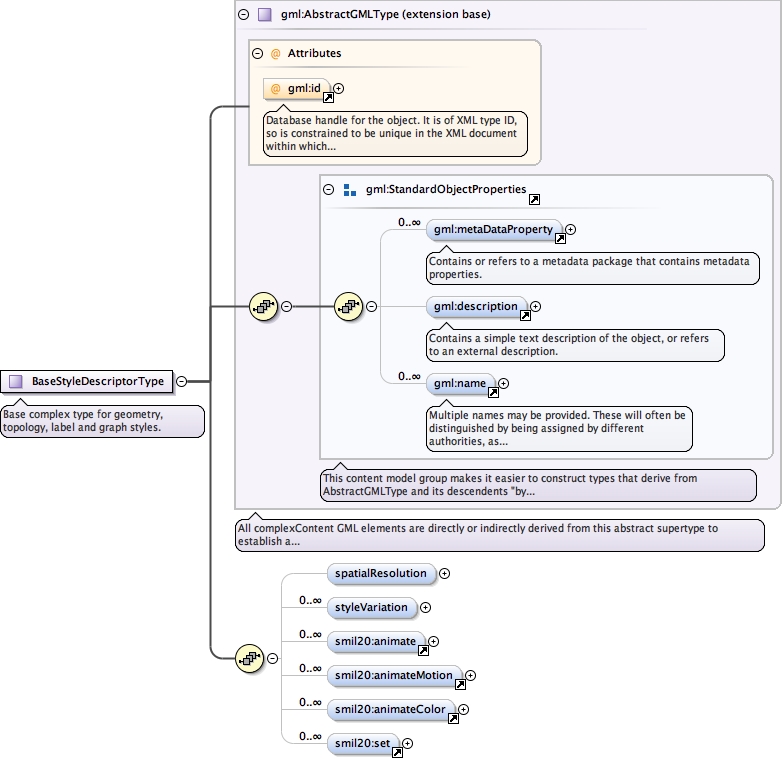 gml:AbstractGMLType (extension base)
@ Attributes
@ gml:id
Database handle for the object. It is of XML type ID,
so is constrained to be unique in the XML document
within which...
gml:StandardObjectProperties
0..∞
gml:metaDataProperty
Contains or refers to a metadata package that contains metadata
properties.
gml:description
Contains a simple text description of the object, or refers
to an external description.
0..∞
gml:name
Multiple names may be provided. These will often be
distinguished by being assigned by different
authorities, as...
This content model group makes it easier to construct types that derive from
AbstractGMLType and its descendents "by...
BaseStyleDescriptorType
Base complex type for geometry,
topology, label and graph styles.
All complexContent GML elements are directly or indirectly derived from this abstract supertype to
establish a...
spatialResolution
0..∞
styleVariation
0..∞
smil20:animate
0..∞
smil20:animateMotion
0..∞
smil20:animateColor
0..∞
smil20:set